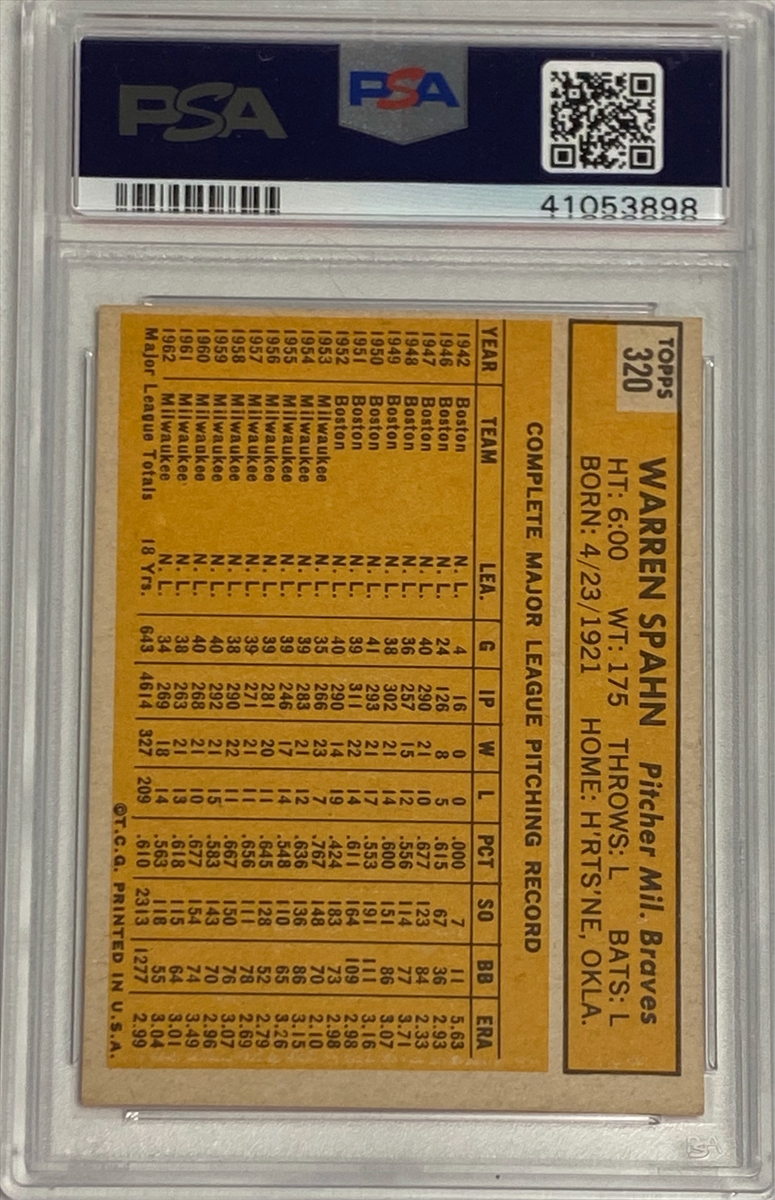 PSA
PSA
41053898
TOPPS
320
WARREN SPAHN Pitcher Mil. Braves
HT: 6:00 WT: 175 THROWS: L BATS: L
BORN: 4/23/1921 HOME: H'RTS'NE, OKLA.
COMPLETE MAJOR LEAGUE PITCHING RECORD
YEAR TEAM LEA. G IP W L PCT SO BB ERA
1942 Boston N. L. 4 16 0 0 .000 7 11 5.63
1946 Boston N. L. 24 126 8 5 .615 67 36 2.93
1947 Boston N. L. 40 290 21 10 .677 123 84 2.33
1948 Boston N. L. 36 257 15 12 .556 114 77 3.71
1949 Boston N. L. 38 302 21 14 .600 151 86 3.07
1950 Boston N. L. 41 293 21 17 .553 191 111 3.16
1951 Boston N. L. 39 311 22 14 .611 164 109 2.98
1952 Boston N. L. 40 290 14 19 .424 183 73 2.98
1953 Milwaukee N. L. 35 266 23 7 .767 148 70 2.10
1954 Milwaukee N. L. 39 283 21 12 .636 136 86 3.15
1955 Milwaukee N. L. 39 246 17 14 .548 110 65 3.26
1956 Milwaukee N. L. 39 281 20 11 .645 128 52 2.79
1957 Milwaukee N. L. 39 271 21 11 .656 111 78 2.69
1958 Milwaukee N. L. 38 290 22 11 .667 150 76 3.07
1959 Milwaukee N. L. 40 292 21 15 .583 143 70 2.96
1960 Milwaukee N. L. 40 268 21 10 .677 154 74 3.49
1961 Milwaukee N. L. 38 263 21 13 .618 115 64 3.01
1962 Milwaukee N. L. 34 269 18 14 .563 118 55 3.04
Major League Totals 18 Yrs. 643 4614 327 209 .610 2313 1277 2.99
©T.C.G. PRINTED IN U.S.A.
PSA